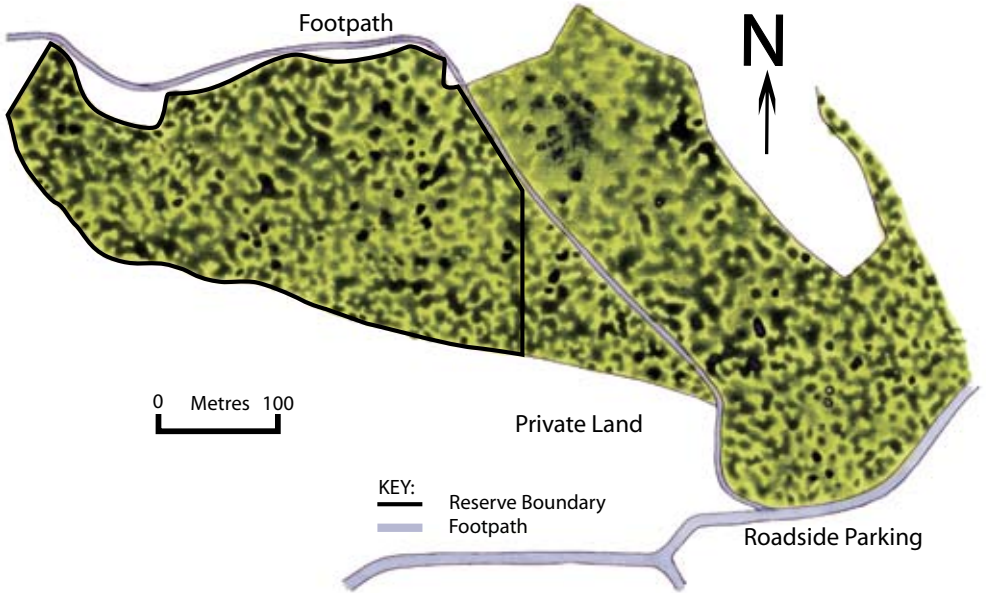 Footpath
N
0 Metres 100
Private Land
KEY:
Reserve Boundary
Footpath
Roadside Parking